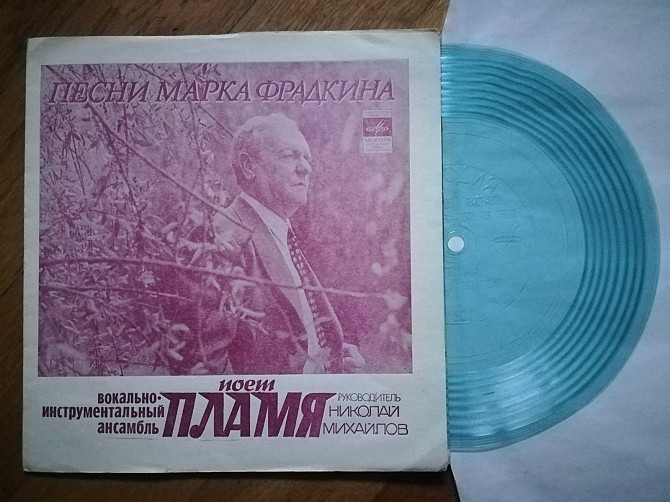 ПЕСНИ МАРКА ФРАДКИНА
поет
вокально-
инструментальный
ансамбль
ПЛАМЯ
РУКОВОДИТЕЛЬ
НИКОЛАЙ
МИХАЙЛОВ